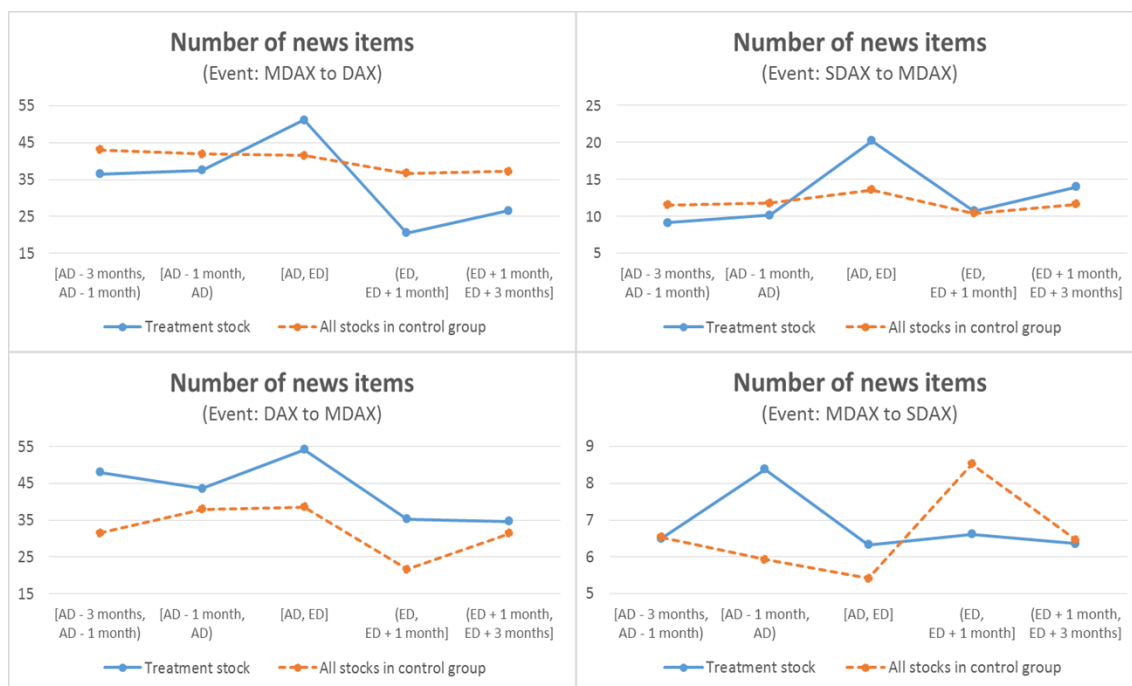 Number of news items
(Event: MDAX to DAX)
55
45
35
25
15
[AD - 3 months, AD - 1 month)
[AD - 1 month, AD)
[AD, ED]
(ED, ED + 1 month]
(ED + 1 month, ED + 3 months]
Treatment stock
All stocks in control group
Number of news items
(Event: SDAX to MDAX)
25
20
15
10
5
[AD - 3 months, AD - 1 month)
[AD - 1 month, AD)
[AD, ED]
(ED, ED + 1 month]
(ED + 1 month, ED + 3 months]
Treatment stock
All stocks in control group
Number of news items
(Event: DAX to MDAX)
55
45
35
25
15
[AD - 3 months, AD - 1 month)
[AD - 1 month, AD)
[AD, ED]
(ED, ED + 1 month]
(ED + 1 month, ED + 3 months]
Treatment stock
All stocks in control group
Number of news items
(Event: MDAX to SDAX)
9
8
7
6
5
[AD - 3 months, AD - 1 month)
[AD - 1 month, AD)
[AD, ED]
(ED, ED + 1 month]
(ED + 1 month, ED + 3 months]
Treatment stock
All stocks in control group